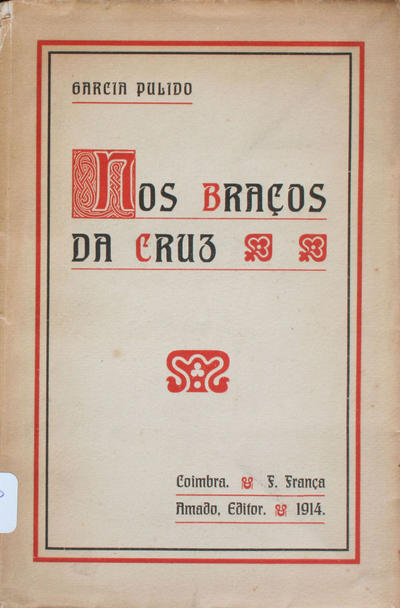 GARCIA PULIDO
NOS BRAÇOS
DA CRUZ
Coimbra. F. França
Amado, Editor. 1914.